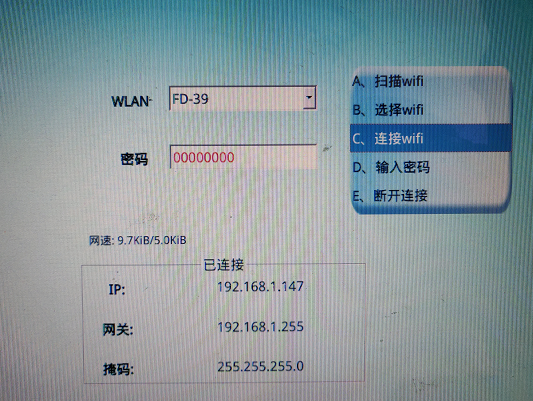 WLAN FD-39
密码 00000000
A、扫描wifi
B、选择wifi
C、连接wifi
D、输入密码
E、断开连接
网速: 9.7KiB/5.0KiB
已连接
IP: 192.168.1.147
网关: 192.168.1.255
掩码: 255.255.255.0